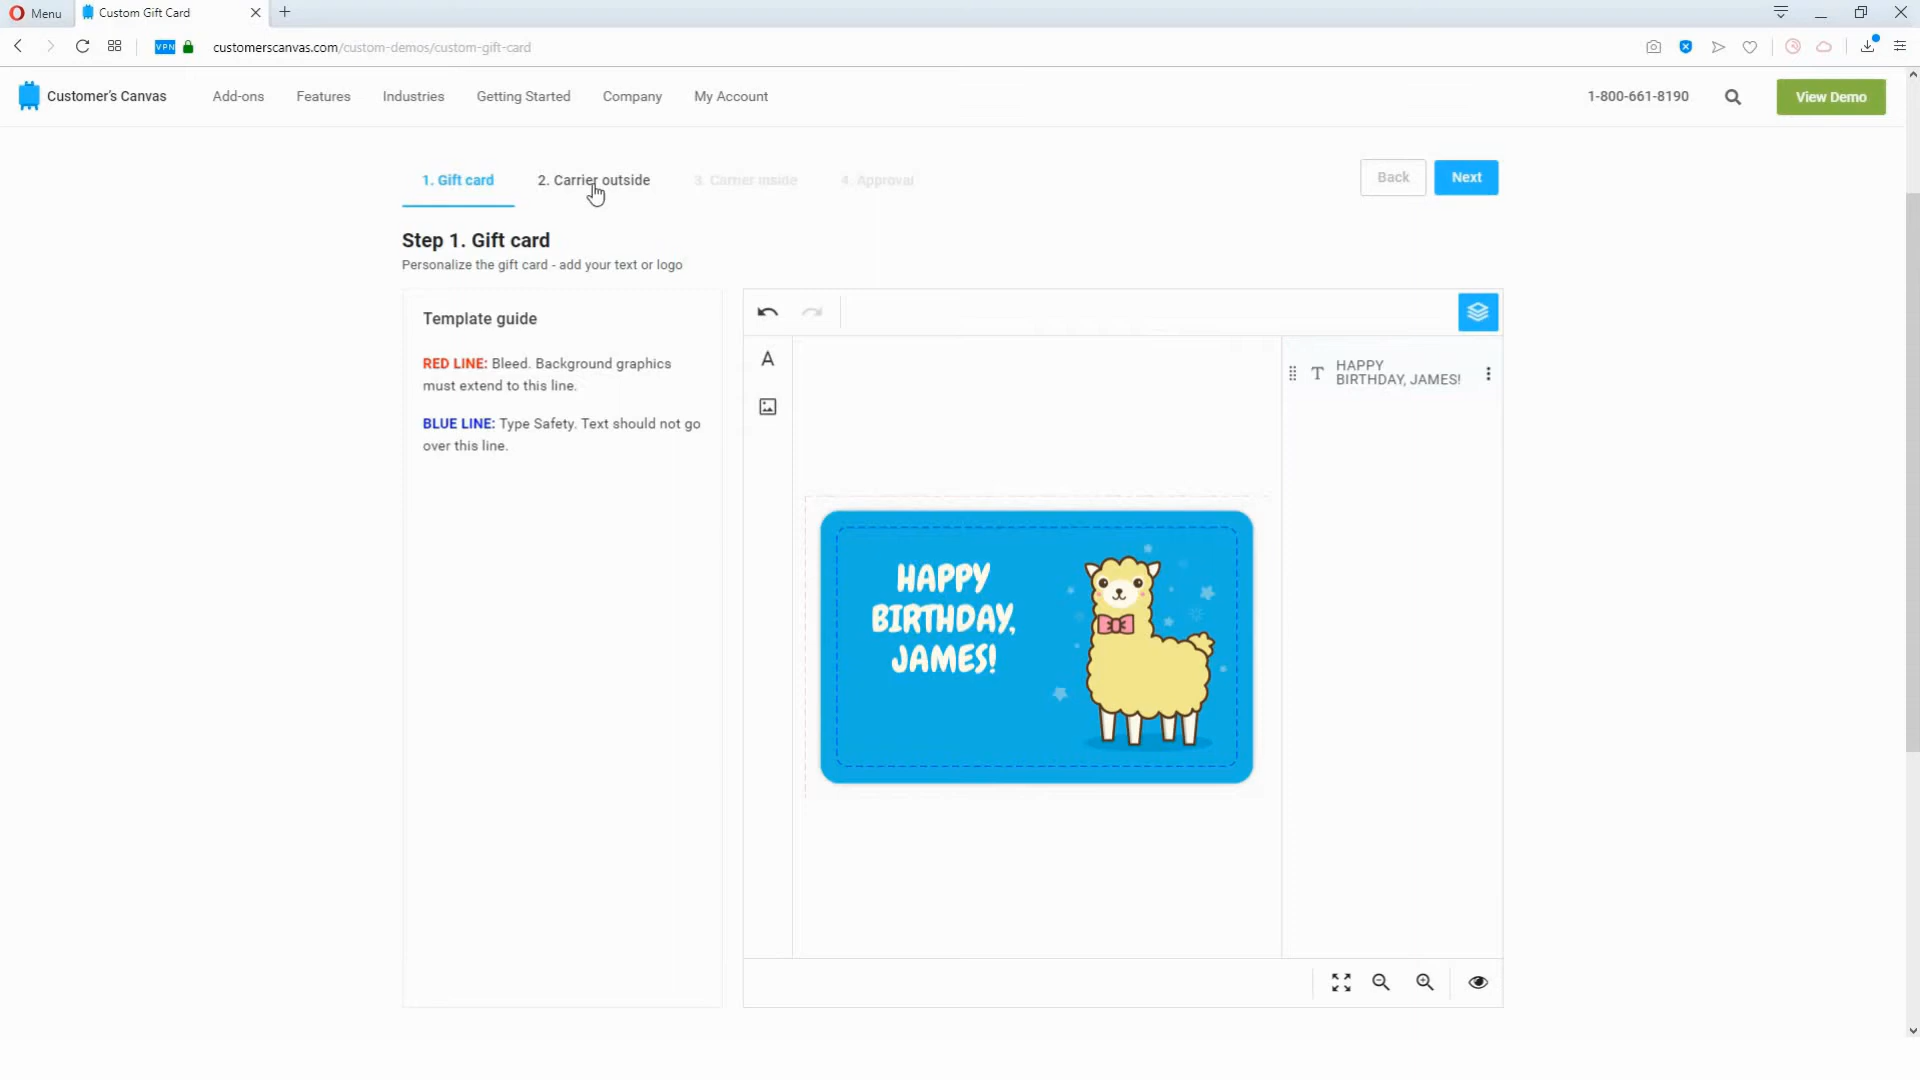 Menu
Custom Gift Card
VPN
customerscanvas.com/custom-demos/custom-gift-card
Customer's Canvas
Add-ons
Features
Industries
Getting Started
Company
My Account
1-800-661-8190
View Demo
1. Gift card
2. Carrier outside
3. Carrier inside
4. Approval
Back
Next
Step 1. Gift card
Personalize the gift card - add your text or logo
Template guide
RED LINE: Bleed. Background graphics
must extend to this line.
BLUE LINE: Type Safety. Text should not go
over this line.
A
T
HAPPY
BIRTHDAY, JAMES!
HAPPY
BIRTHDAY,
JAMES!